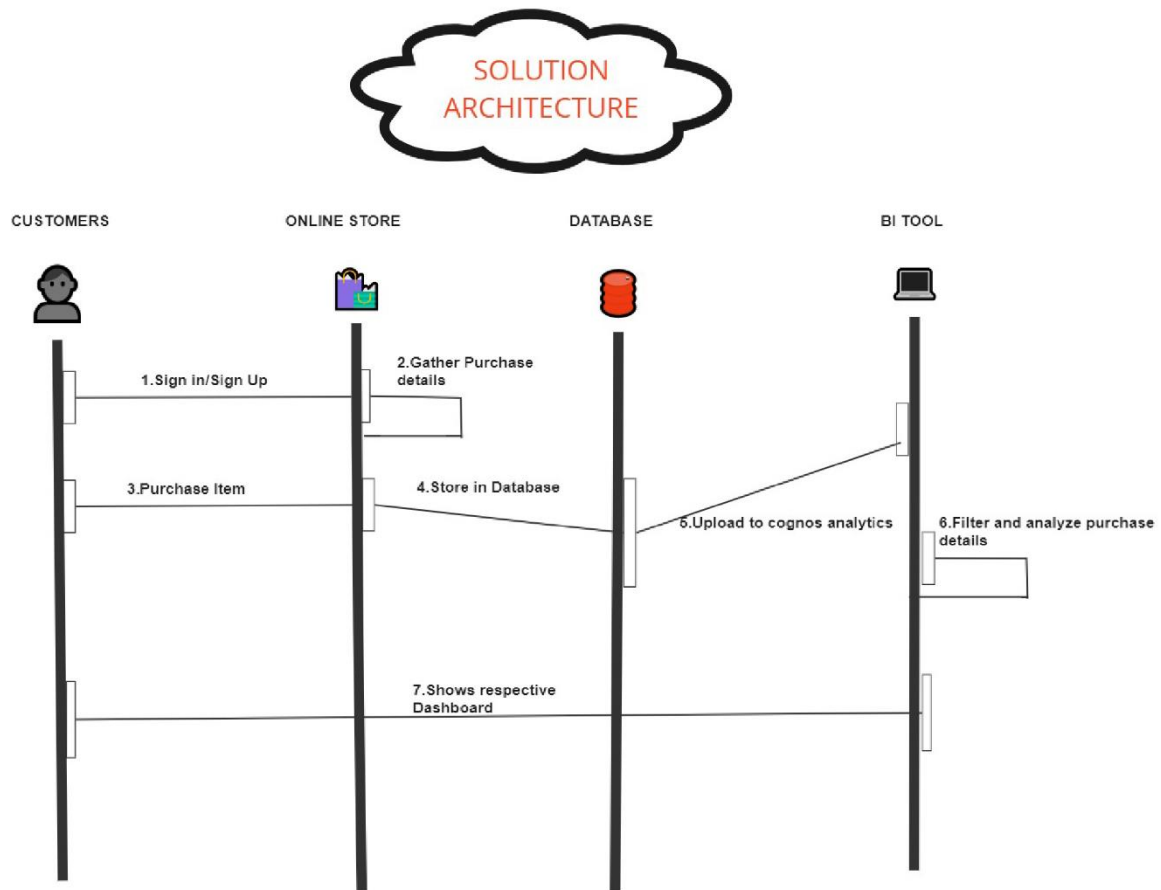 SOLUTION
ARCHITECTURE
CUSTOMERS
ONLINE STORE
DATABASE
BI TOOL
1.Sign in/Sign Up
2.Gather Purchase
details
3.Purchase Item
4.Store in Database
5.Upload to cognos analytics
6.Filter and analyze purchase
details
7.Shows respective
Dashboard